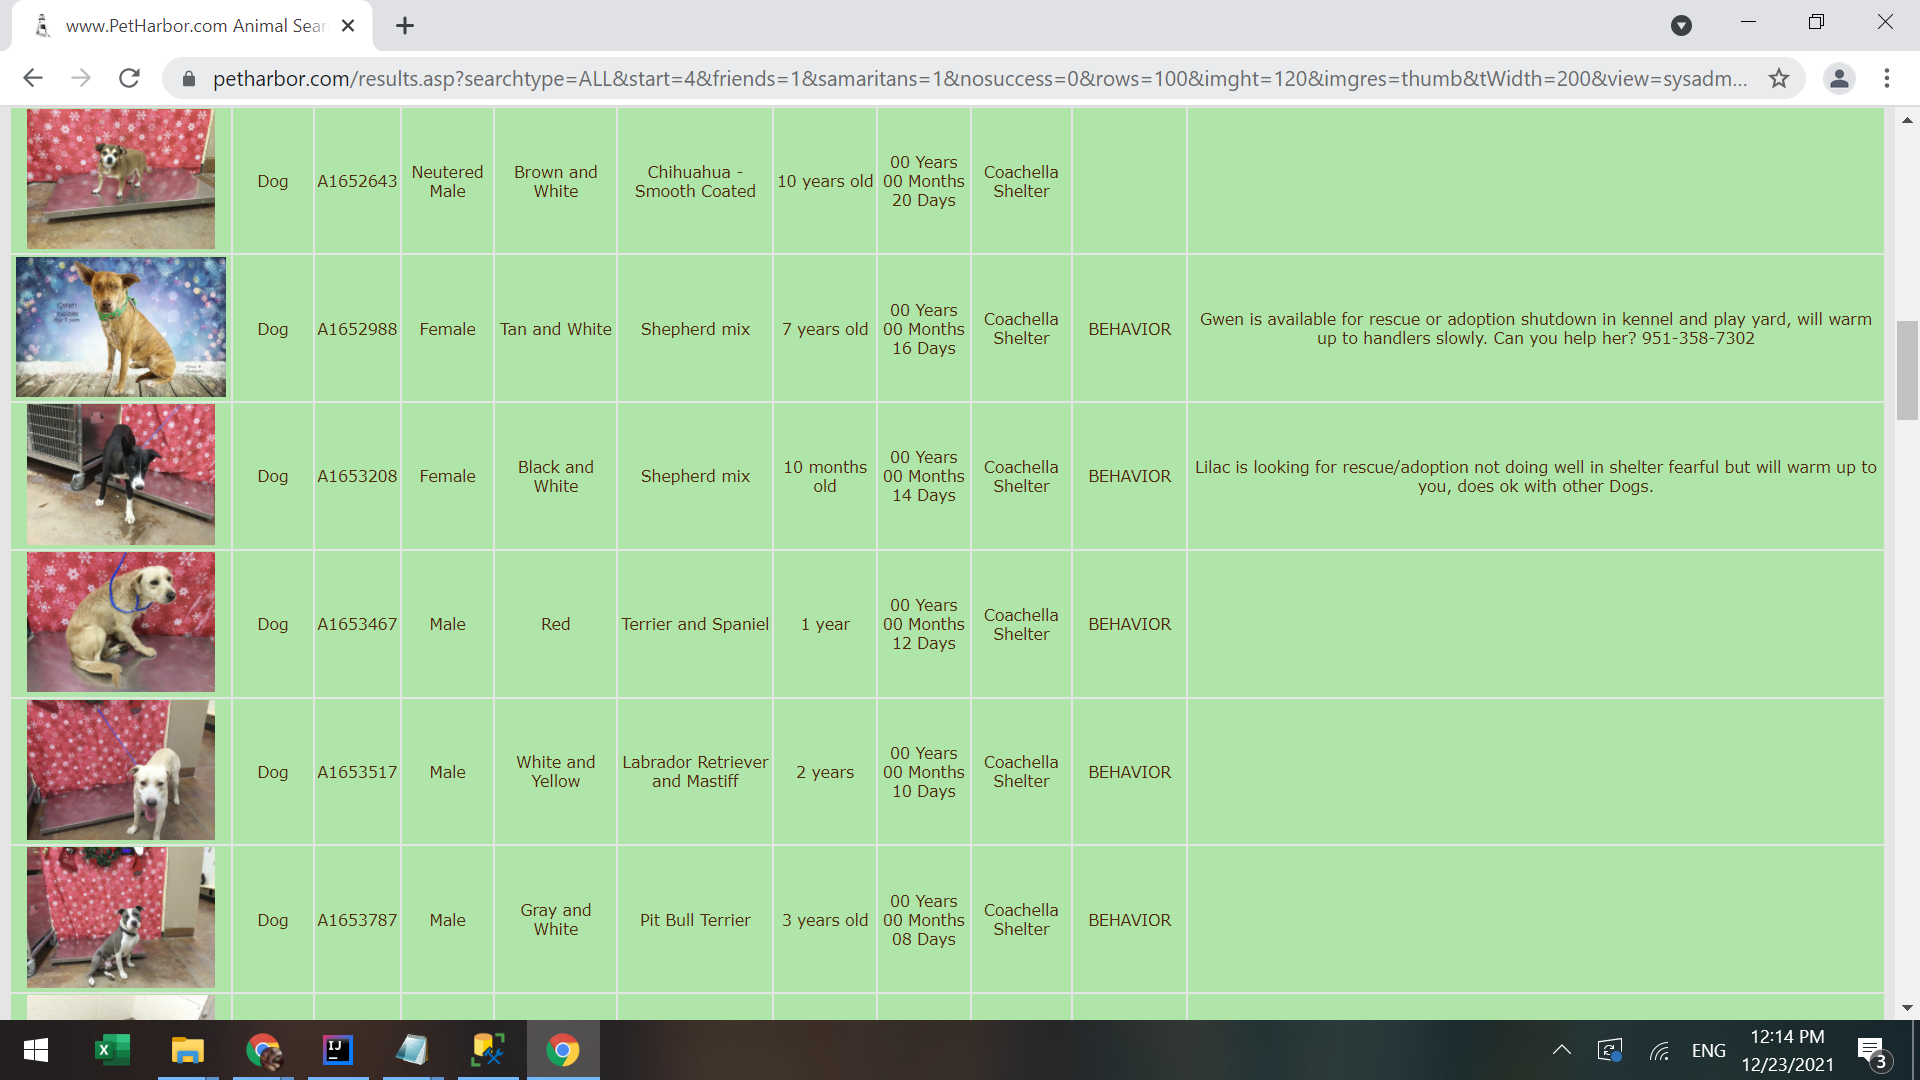 www.PetHarbor.com Animal Sear
petharbor.com/results.asp?searchtype=ALL&start=4&friends=1&samaritans=1&nosuccess=0&rows=100&imght=120&imgres=thumb&tWidth=200&view=sysadm...
Dog
A1652643
Neutered
Male
Brown and
White
Chihuahua -
Smooth Coated
10 years old
00 Years
00 Months
20 Days
Coachella
Shelter
Dog
A1652988
Female
Tan and White
Shepherd mix
7 years old
00 Years
00 Months
16 Days
Coachella
Shelter
BEHAVIOR
Gwen is available for rescue or adoption shutdown in kennel and play yard, will warm
up to handlers slowly. Can you help her? 951-358-7302
Dog
A1653208
Female
Black and
White
Shepherd mix
10 months
old
00 Years
00 Months
14 Days
Coachella
Shelter
BEHAVIOR
Lilac is looking for rescue/adoption not doing well in shelter fearful but will warm up to
you, does ok with other Dogs.
Dog
A1653467
Male
Red
Terrier and Spaniel
1 year
00 Years
00 Months
12 Days
Coachella
Shelter
BEHAVIOR
Dog
A1653517
Male
White and
Yellow
Labrador Retriever
and Mastiff
2 years
00 Years
00 Months
10 Days
Coachella
Shelter
BEHAVIOR
Dog
A1653787
Male
Gray and
White
Pit Bull Terrier
3 years old
00 Years
00 Months
08 Days
Coachella
Shelter
BEHAVIOR
IJ
ENG
12:14 PM
12/23/2021
3